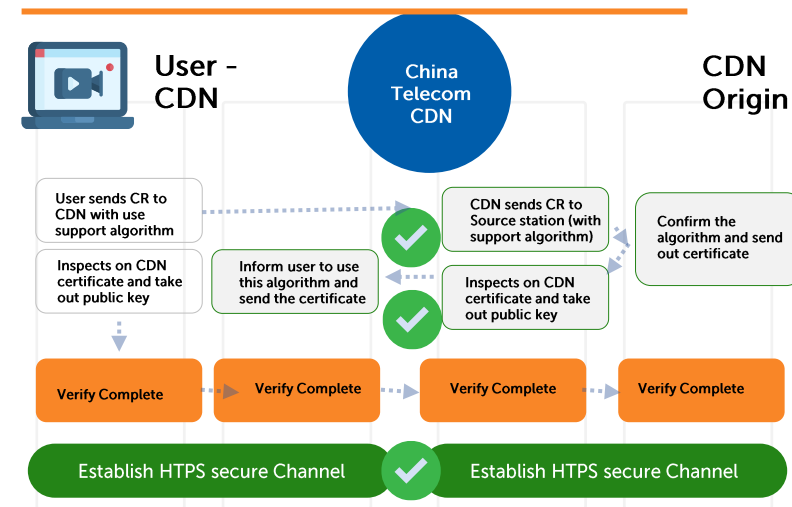 User -
CDN
China
Telecom
CDN
CDN
Origin
User sends CR to
CDN with use
support algorithm
CDN sends CR to
Source station (with
support algorithm)
Confirm the
algorithm and send
out certificate
Inspects on CDN
certificate and take
out public key
Inform user to use
this algorithm and
send the certificate
Inspects on CDN
certificate and take
out public key
Verify Complete
Verify Complete
Verify Complete
Verify Complete
Establish HTPS secure Channel
Establish HTPS secure Channel